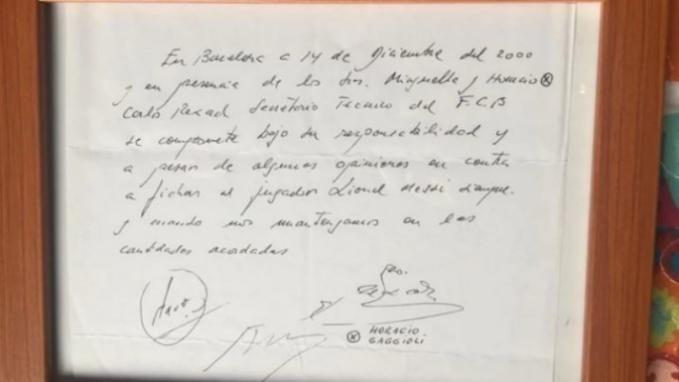 En Barcelona a 14 de Diciembre del 2000
y en presencia de los Sres. Minguella y Horacio
Carlos Rexach Secretario Técnico del F.C.B
se compromete bajo su responsabilidad y
a pesar de algunas opiniones en contra
a fichar al jugador Lionel Messi siempre
y cuando nos mantengamos en las
cantidades acordadas
HORACIO
GAGGIOLI